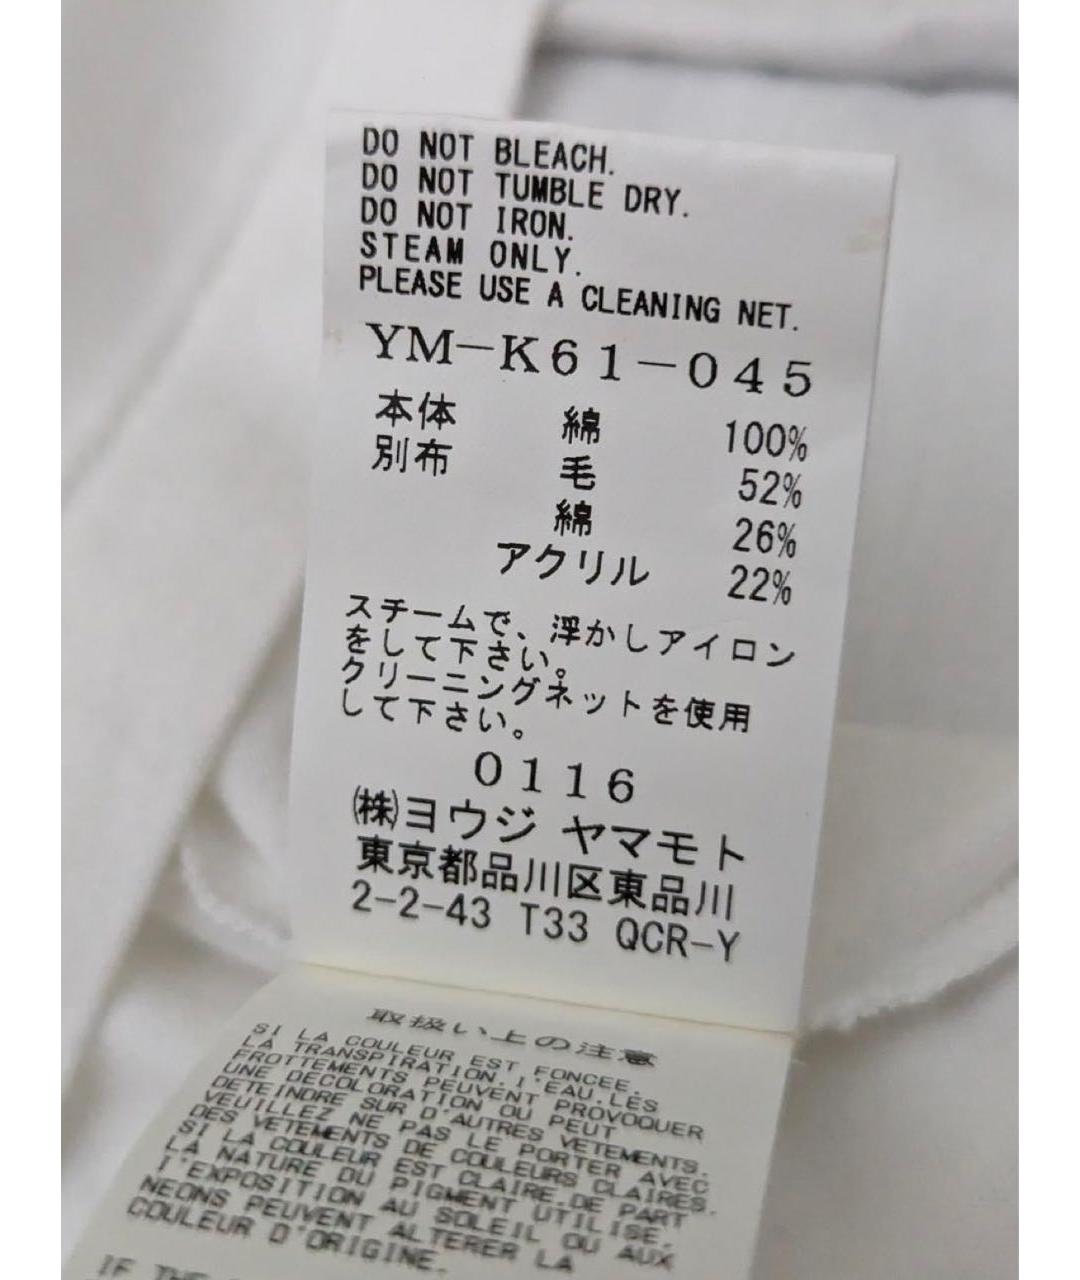 DO NOT BLEACH.
DO NOT TUMBLE DRY.
DO NOT IRON.
STEAM ONLY.
PLEASE USE A CLEANING NET.
YM-K61-045
本体 綿 100%
別布 毛 52%
綿 26%
アクリル 22%
スチームで、浮かしアイロン
をして下さい。
クリーニングネットを使用
して下さい。
0116
㈱ヨウジ ヤマモト
東京都品川区東品川
2-2-43 T33 QCR-Y
取扱い上の注意
SI LA COULEUR EST FONCEE.
LA TRANSPIRATION. I'EAU.LES
FROTTEMENTS PEUVENT PROVOQUER
UNE DECOLORATION OU PEUT
DETEINDRE SUR D'AUTRES VETEMENTS.
VEUILLEZ NE PAS LE PORTER AVEC
DES VETEMENTS DE COULEURS CLAIRES.
SI LA COULEUR EST CLAIRE.DE PART
LA NATURE DU PIGMENT UTILISE.
I'EXPOSITION AU SOLEIL OU AUX
NEONS PEUVENT ALTERER LA
COULEUR D'ORIGINE.
IF THE